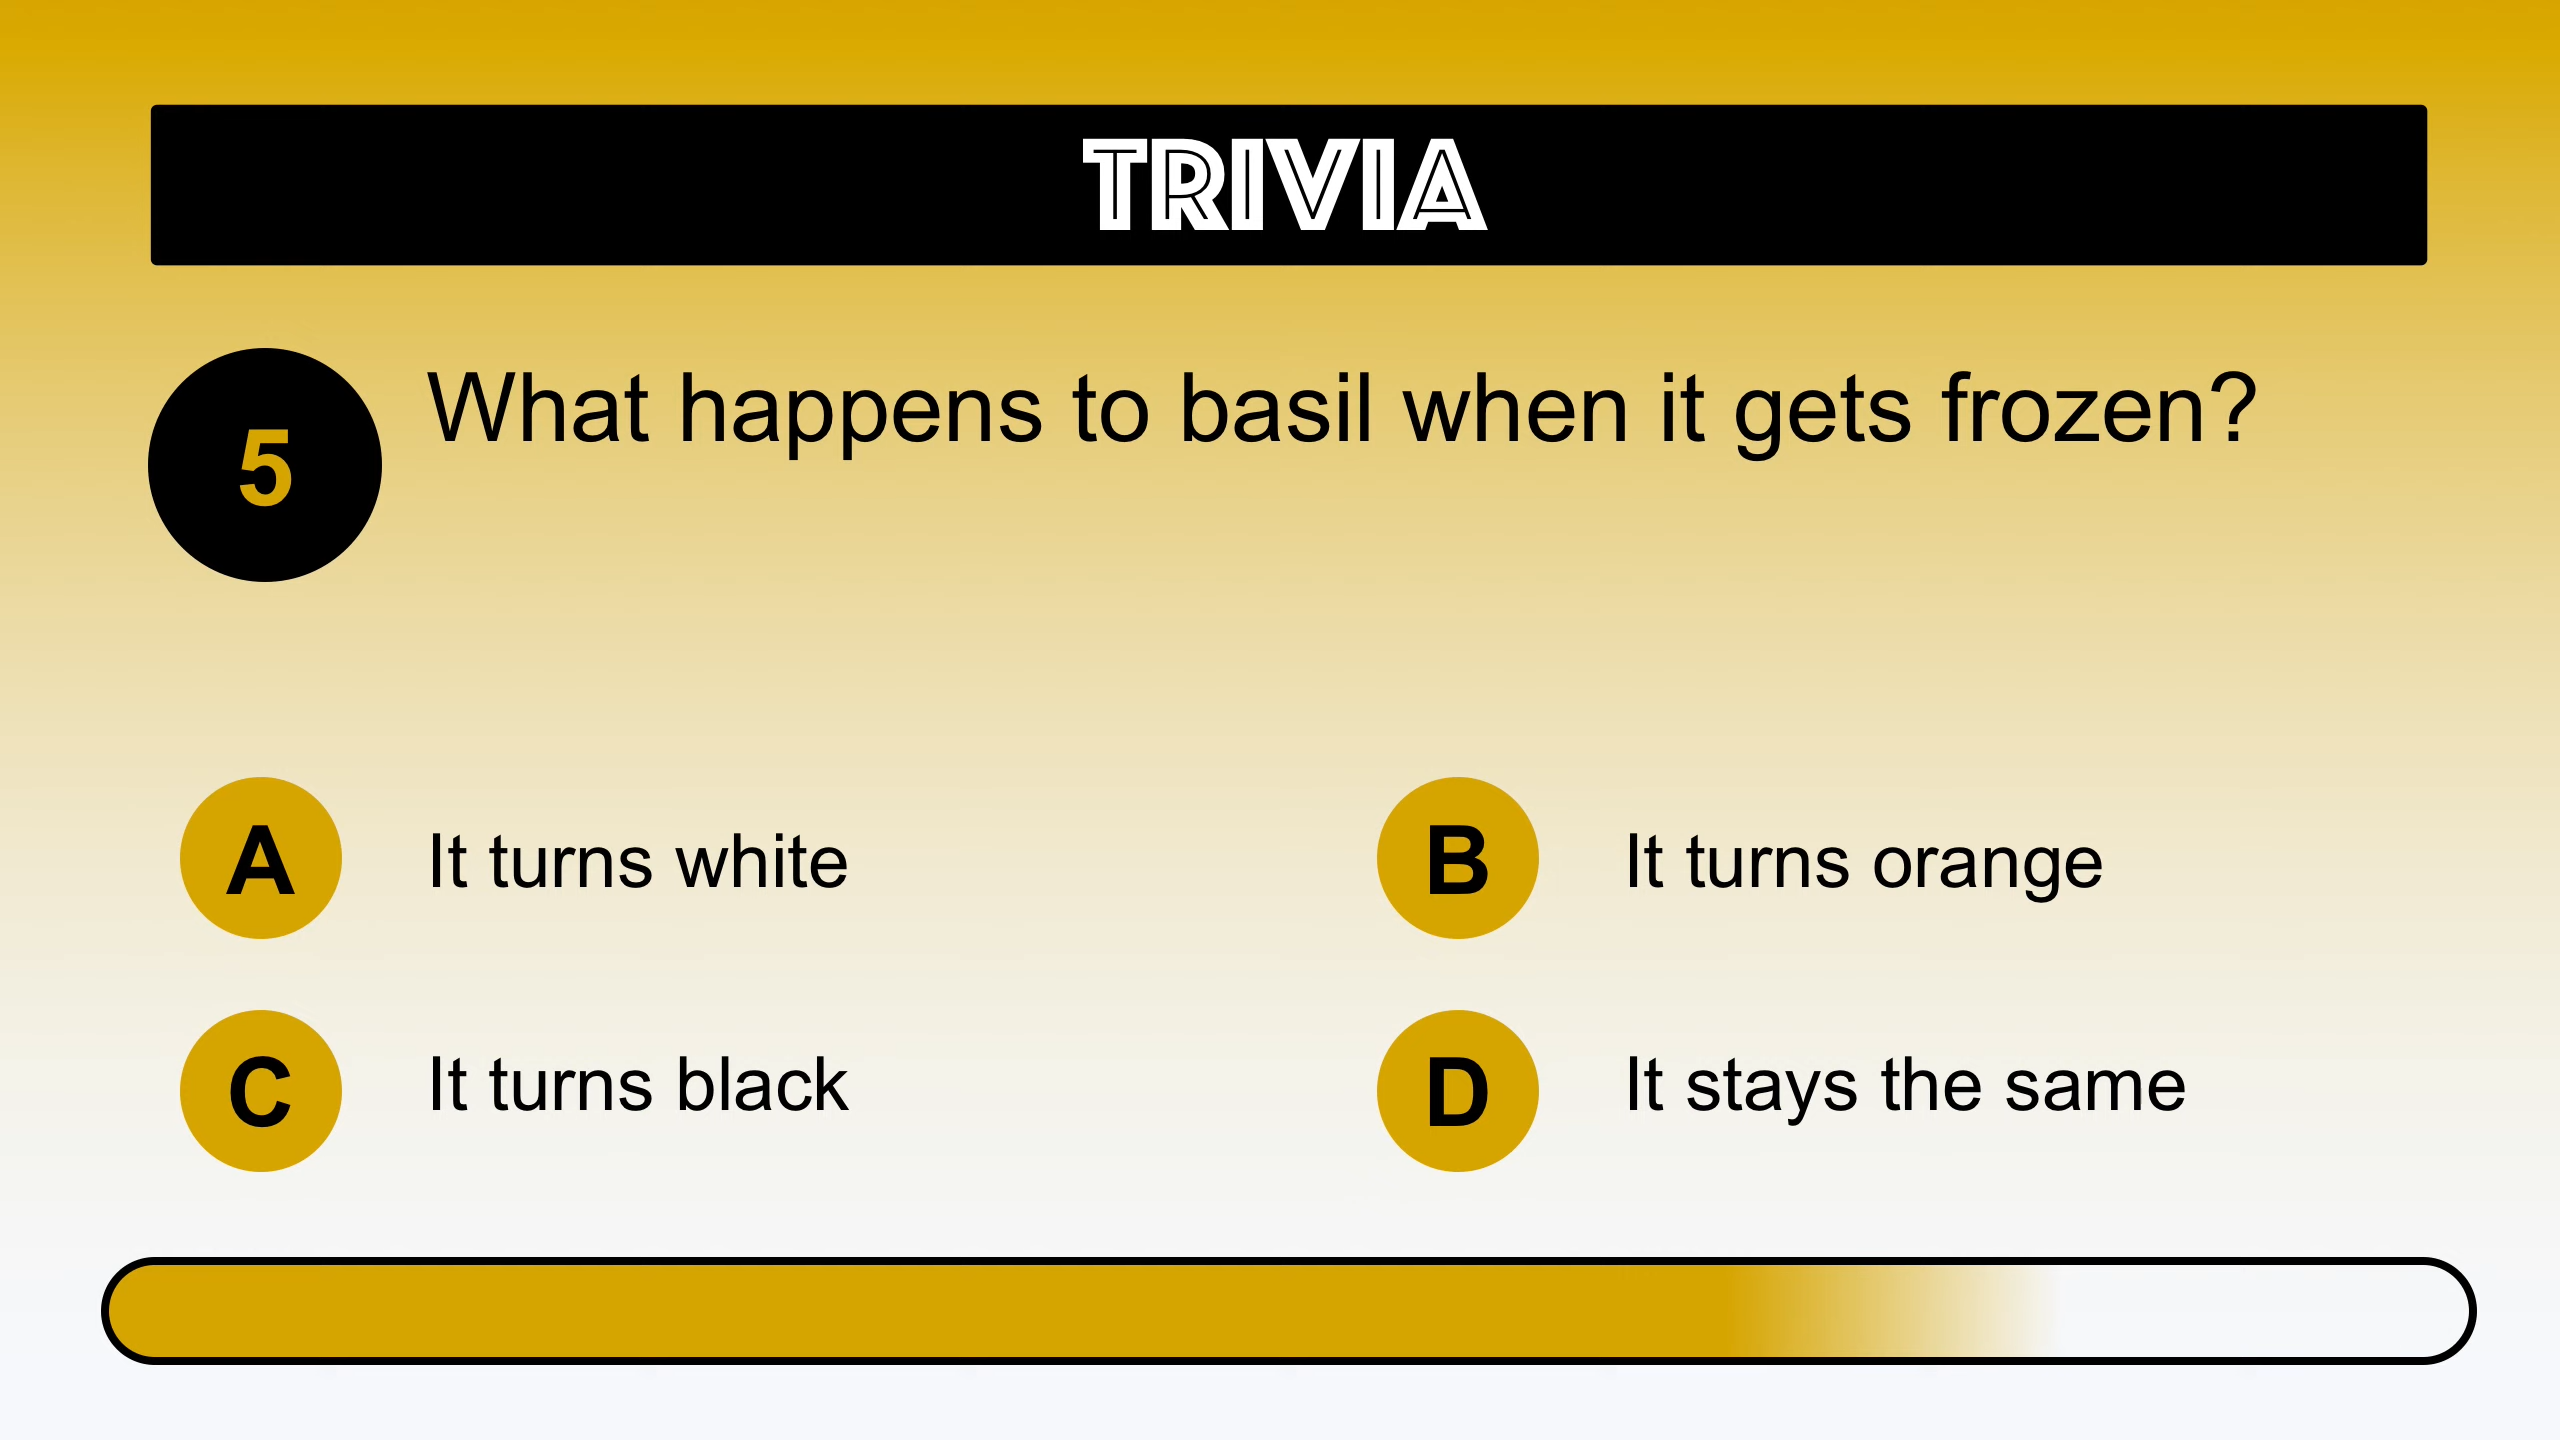 TRIVIA
5
What happens to basil when it gets frozen?
A
It turns white
B
It turns orange
C
It turns black
D
It stays the same